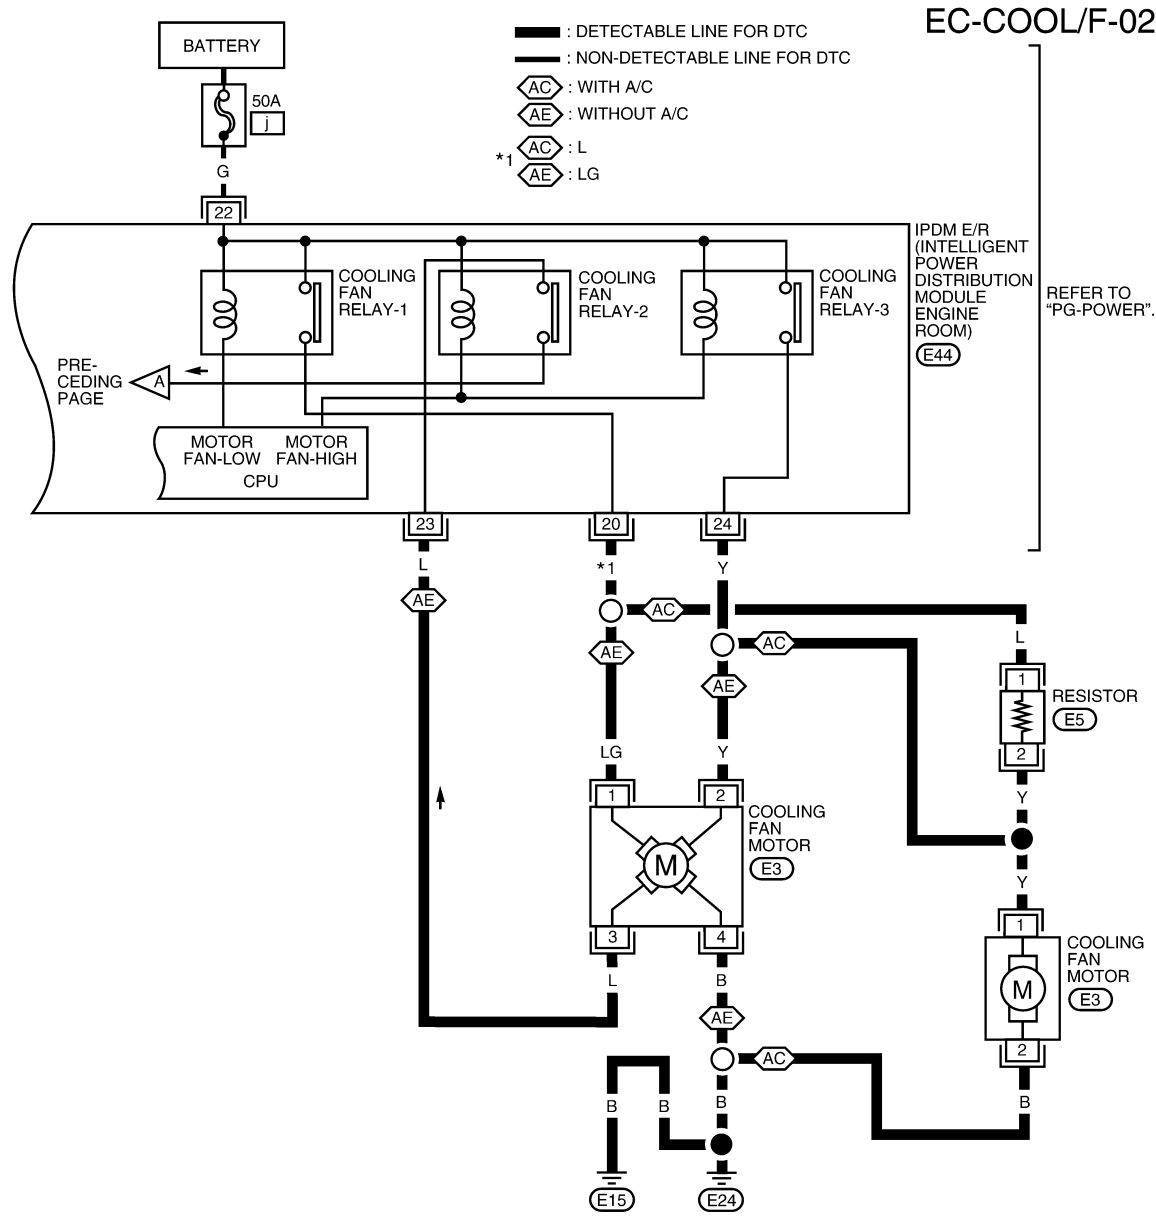 EC-COOL/F-02
BATTERY
50A
j
G
22
: DETECTABLE LINE FOR DTC
: NON-DETECTABLE LINE FOR DTC
AC : WITH A/C
AE : WITHOUT A/C
*1
AC : L
AE : LG
IPDM E/R
(INTELLIGENT
POWER
DISTRIBUTION
MODULE
ENGINE
ROOM)
E44
REFER TO
“PG-POWER”.
COOLING
FAN
RELAY-1
COOLING
FAN
RELAY-2
COOLING
FAN
RELAY-3
PRE-
CEDING
PAGE
A
MOTOR
FAN-LOW
MOTOR
FAN-HIGH
CPU
23
20
24
L
*1
Y
AE
AC
AC
AE
AE
L
1
RESISTOR
E5
2
LG
Y
Y
1
2
COOLING
FAN
MOTOR
E3
M
3
4
Y
1
COOLING
FAN
MOTOR
E3
M
2
L
B
AE
AC
B
B
B
B
E15
E24